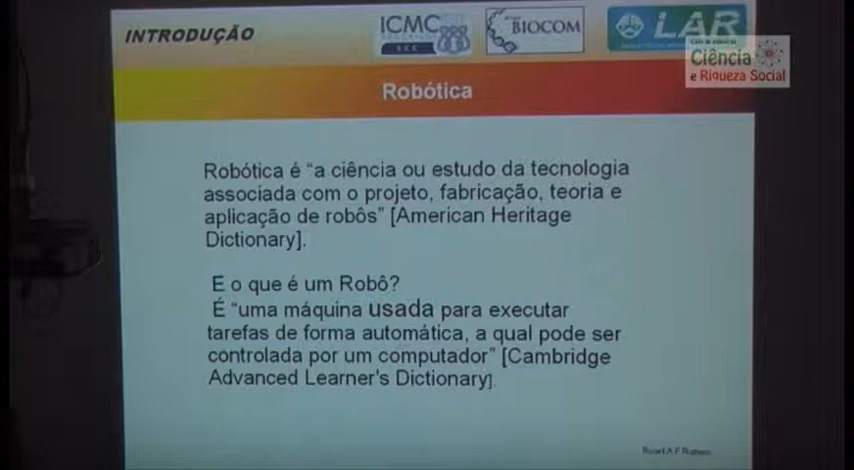 INTRODUÇÃO
ICMC
SCC
BIOCOM
LAR
Ciência
e Riqueza Social
Robótica
Robótica é “a ciência ou estudo da tecnologia
associada com o projeto, fabricação, teoria e
aplicação de robôs” [American Heritage
Dictionary].
E o que é um Robô?
É “uma máquina usada para executar
tarefas de forma automática, a qual pode ser
controlada por um computador” [Cambridge
Advanced Learner's Dictionary].